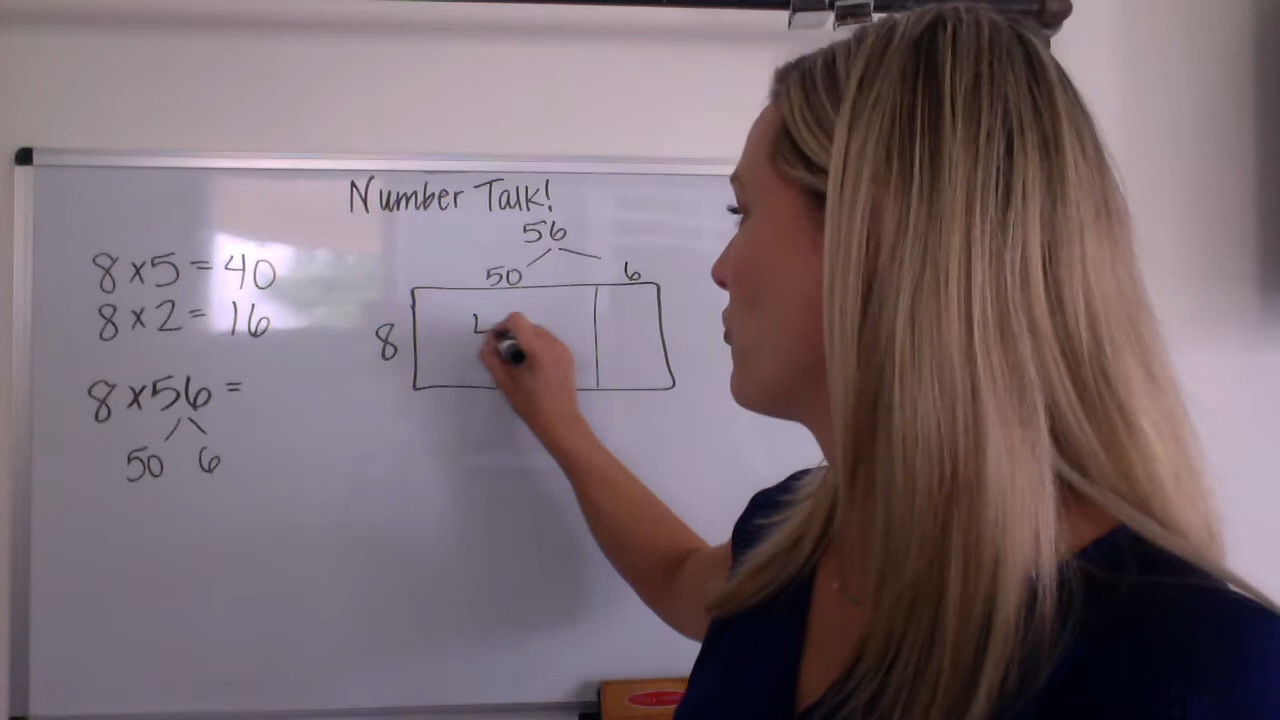 Number Talk!
8 x 5 = 40
8 x 2 = 16
8 x 56 =
50 6
56
50 6
8